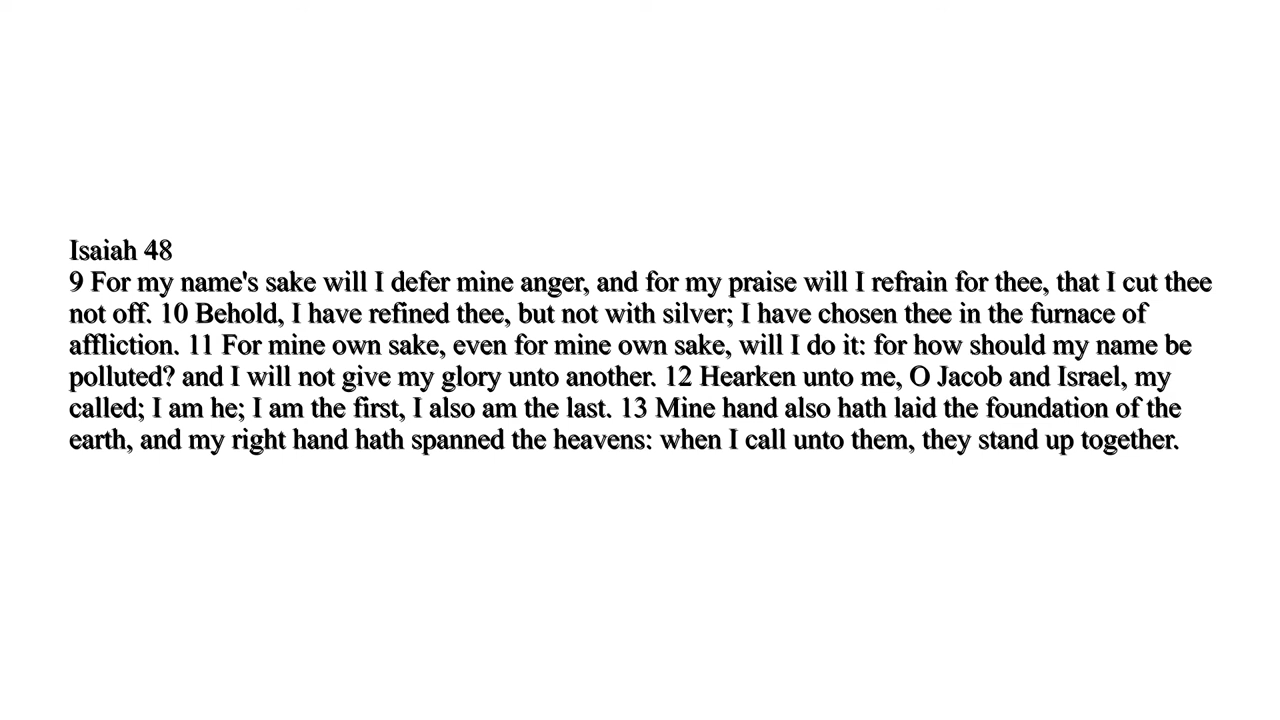 Isaiah 48
9 For my name's sake will I defer mine anger, and for my praise will I refrain for thee, that I cut thee
not off. 10 Behold, I have refined thee, but not with silver; I have chosen thee in the furnace of
affliction. 11 For mine own sake, even for mine own sake, will I do it: for how should my name be
polluted? and I will not give my glory unto another. 12 Hearken unto me, O Jacob and Israel, my
called; I am he; I am the first, I also am the last. 13 Mine hand also hath laid the foundation of the
earth, and my right hand hath spanned the heavens: when I call unto them, they stand up together.